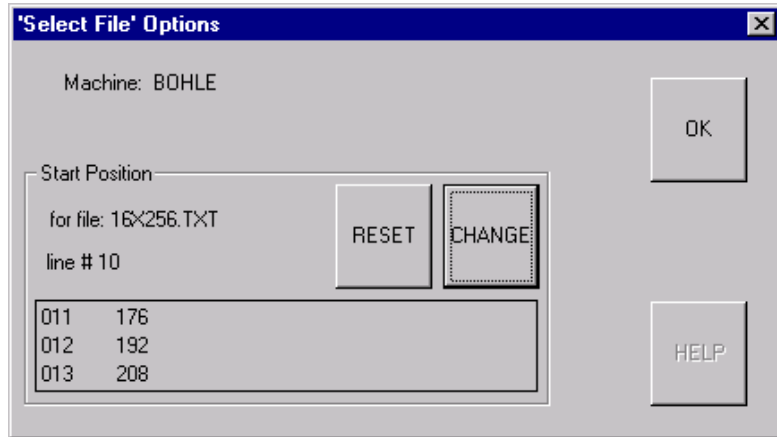 'Select File' Options
Machine: BOHLE
OK
Start Position
for file: 16X256.TXT
RESET
CHANGE
line # 10
011 176
012 192
013 208
HELP